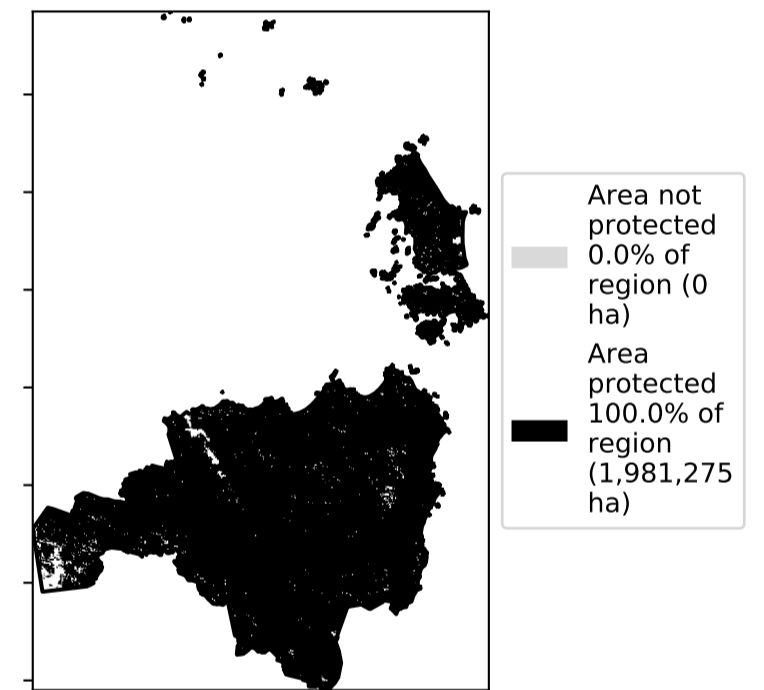 Area not
protected
0.0% of
region (0
ha)
Area
protected
100.0% of
region
(1,981,275
ha)